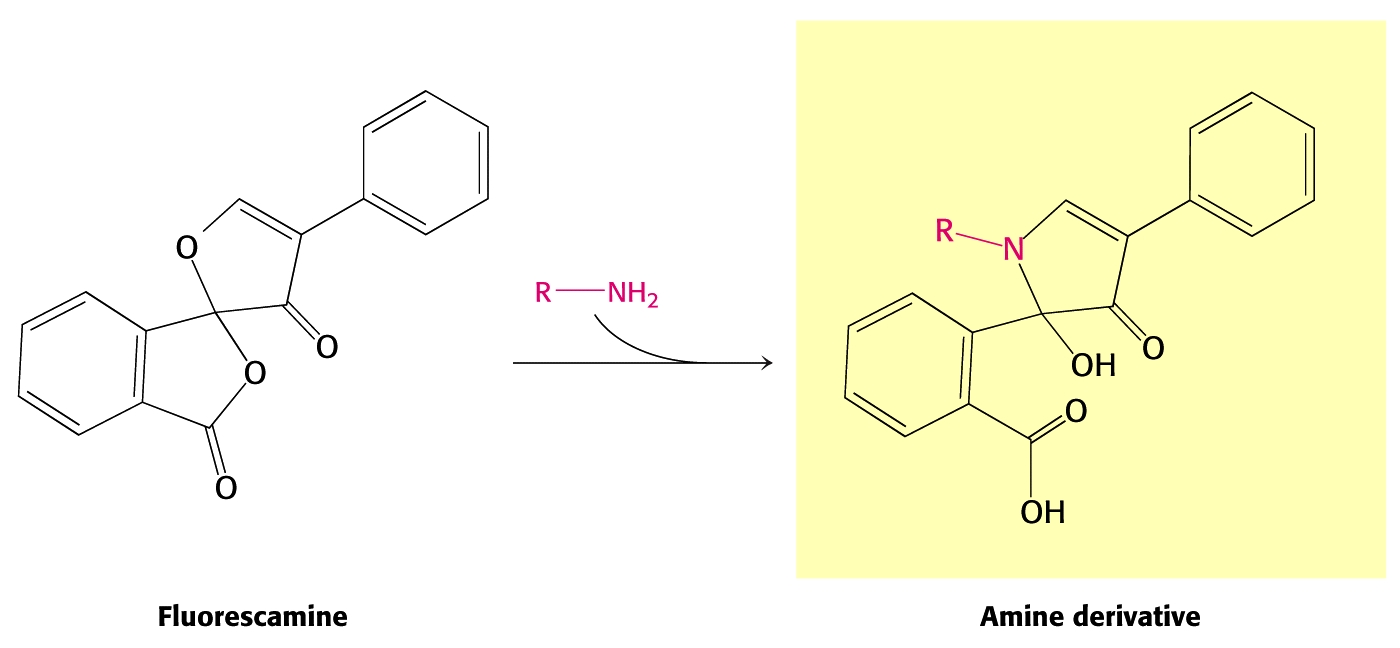 O
O
O
O
R—NH₂
R
N
OH
O
O
OH
Fluorescamine
Amine derivative